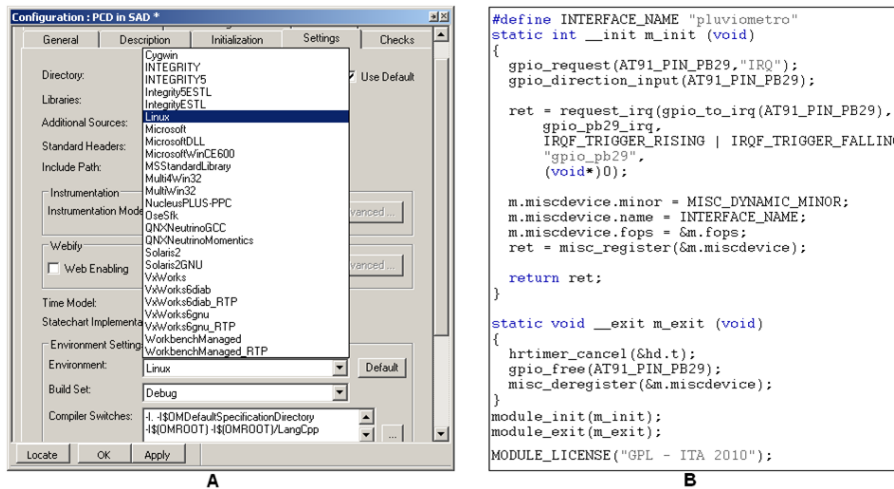 Configuration : PCD in SAD *
General Description Initialization Settings Checks
Directory:
Use Default
Libraries:
Additional Sources:
Standard Headers:
Include Path:
Instrumentation
Instrumentation Mode
Webify
Web Enabling
Time Model:
Statechart Implementa
Environment Setting
Cygwin
INTEGRITY
INTEGRITY5
Integrity5ESTL
IntegrityESTL
Linux
Microsoft
MicrosoftDLL
MicrosoftWinCE600
MSStandardLibrary
Multi4Win32
MultiWin32
NucleusPLUS-PPC
OseSfk
QNXNeutrinoGCC
QNXNeutrinoMomentics
Solaris2
Solaris2GNU
VxWorks
VxWorks6diab
VxWorks6diab_RTP
VxWorks6gnu
VxWorks6gnu_RTP
WorkbenchManaged
WorkbenchManaged_RTP
vanced ...
vanced ...
Environment: Linux Default
Build Set: Debug
Compiler Switches: -I. -I$OMDefaultSpecificationDirectory
-I$(OMROOT) -I$(OMROOT)/LangCpp
...
Locate OK Apply
A
#define INTERFACE_NAME "pluviometro"
static int __init m_init (void)
{
gpio_request(AT91_PIN_PB29,"IRQ");
gpio_direction_input(AT91_PIN_PB29);
ret = request_irq(gpio_to_irq(AT91_PIN_PB29),
gpio_pb29_irq,
IRQF_TRIGGER_RISING | IRQF_TRIGGER_FALLING
"gpio_pb29",
(void*)0);
m.miscdevice.minor = MISC_DYNAMIC_MINOR;
m.miscdevice.name = INTERFACE_NAME;
m.miscdevice.fops = &m.fops;
ret = misc_register(&m.miscdevice);
return ret;
}
static void __exit m_exit (void)
{
hrtimer_cancel(&hd.t);
gpio_free(AT91_PIN_PB29);
misc_deregister(&m.miscdevice);
}
module_init(m_init);
module_exit(m_exit);
MODULE_LICENSE("GPL - ITA 2010");
B